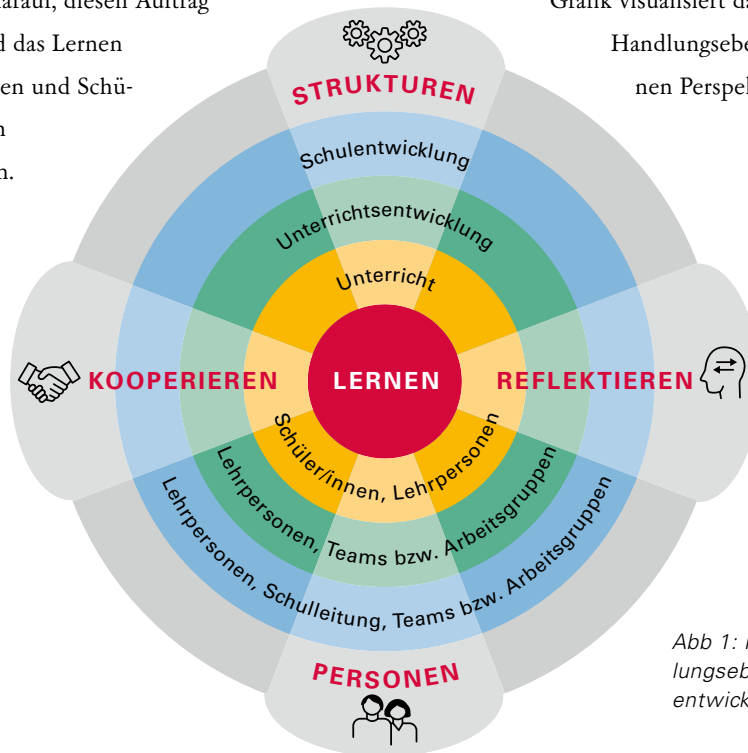 darauf, diesen Auftrag
das Lernen
en und Schü-
Grafik visualisiert
Handlungsebe
nen Perspe
STRUKTUREN
Schulentwicklung
Unterrichtsentwicklung
Unterricht
KOOPERIEREN
LERNEN
REFLEKTIEREN
Schüler/innen, Lehrpersonen
Lehrpersonen, Teams bzw. Arbeitsgruppen
Lehrpersonen, Schulleitung, Teams bzw. Arbeitsgruppen
PERSONEN
Abb 1:
lungseb
entwick